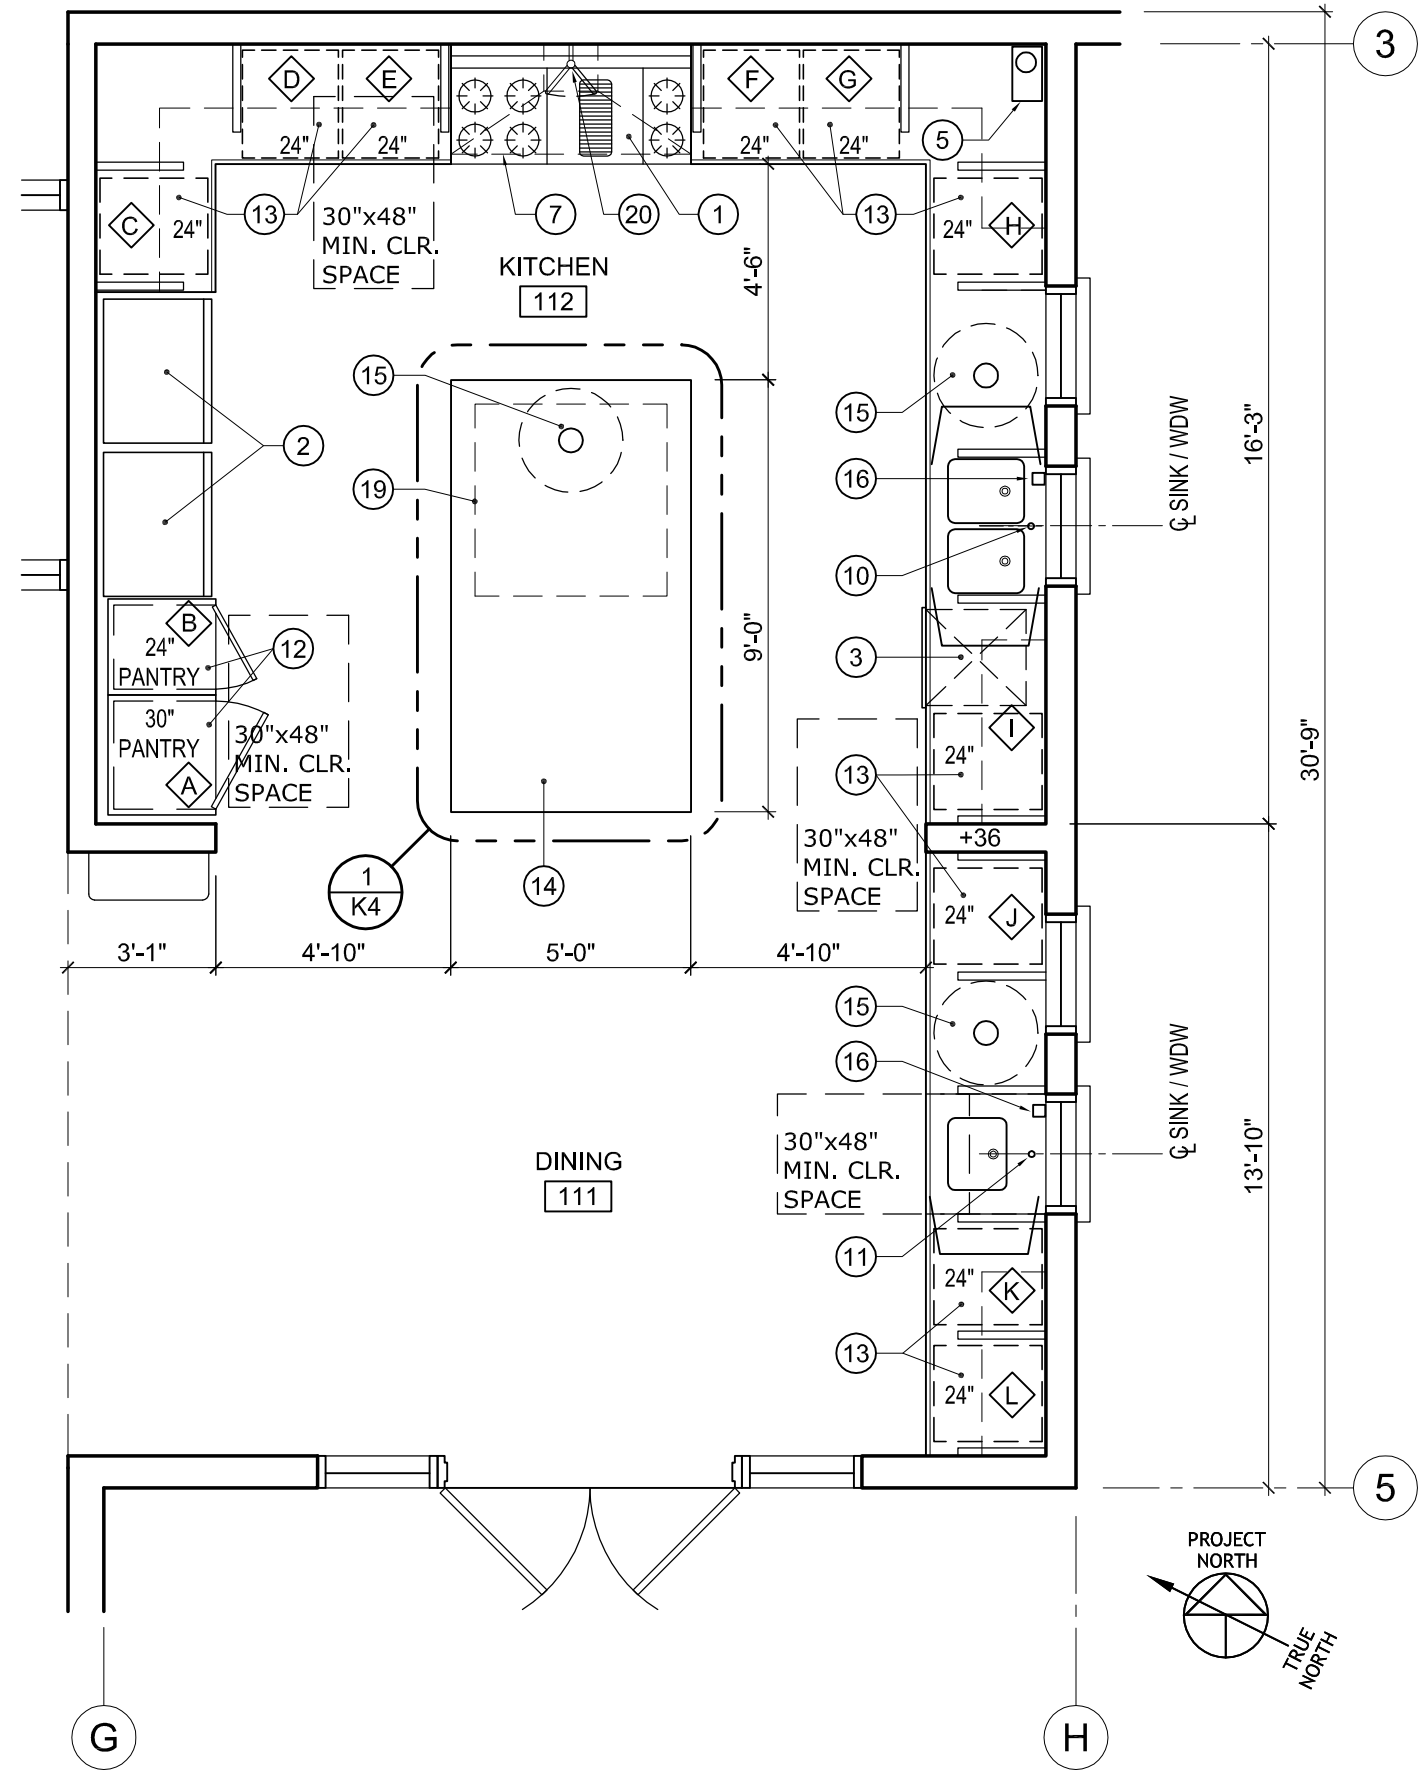 3
D
E
F
G
24"
24"
24"
24"
5
C
24"
13
30"x48"
MIN. CLR.
SPACE
7
20
1
13
24"
H
KITCHEN
112
4'-6"
15
15
2
16'-3"
℄ SINK / WDW
19
16
10
B
24"
PANTRY
12
9'-0"
3
30"
PANTRY
A
30"x48"
MIN. CLR.
SPACE
I
24"
13
30'-9"
30"x48"
MIN. CLR.
SPACE
+36
1
K4
14
24"
J
3'-1"
4'-10"
5'-0"
4'-10"
15
16
℄ SINK / WDW
DINING
111
30"x48"
MIN. CLR.
SPACE
13'-10"
11
24"
K
13
24"
L
5
PROJECT
NORTH
TRUE
NORTH
G
H